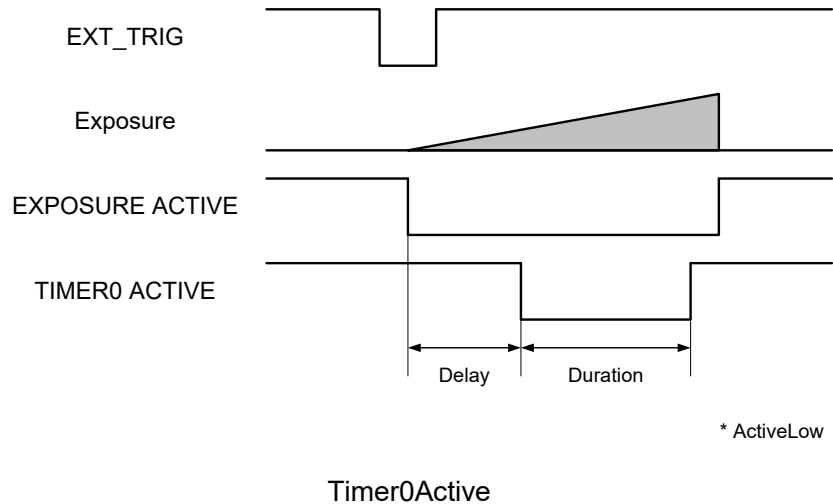 EXT_TRIG
Exposure
EXPOSURE ACTIVE
TIMER0 ACTIVE
Delay
Duration
* ActiveLow
Timer0Active